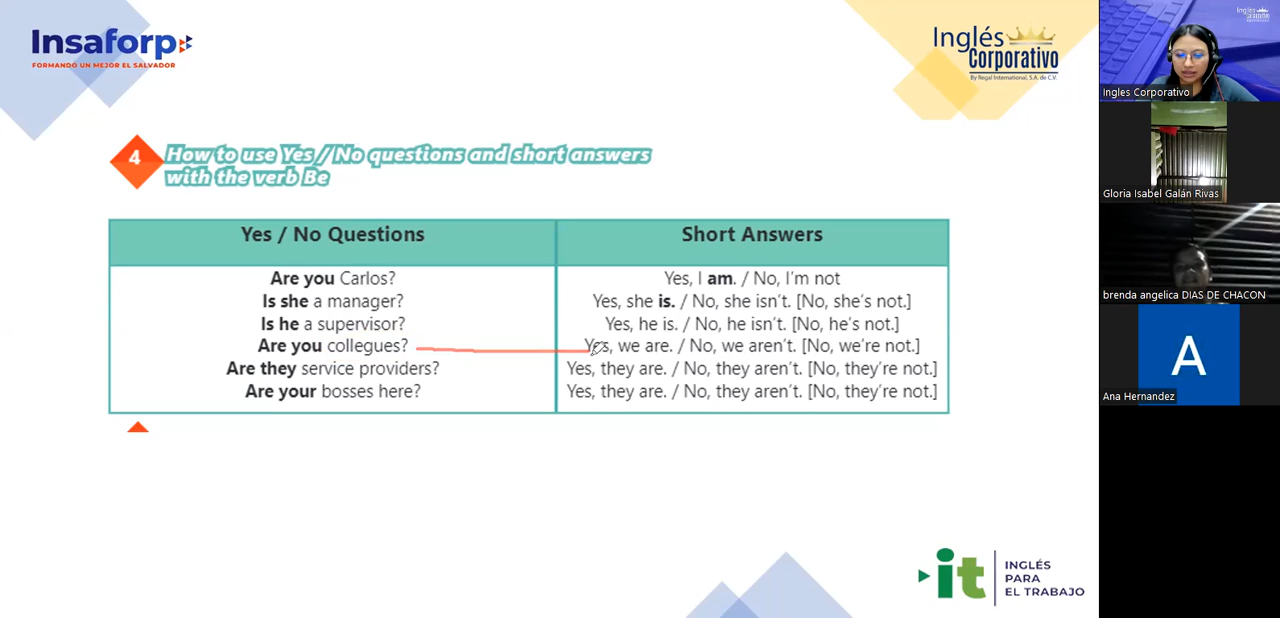 Insaforp
FORMANDO UN MEJOR EL SALVADOR
Inglés
Corporativo
By Regal International, S.A. de C.V.
4
How to use Yes / No questions and short answers
with the verb Be
Yes / No Questions
Short Answers
Are you Carlos?
Yes, I am. / No, I'm not
Is she a manager?
Yes, she is. / No, she isn't. [No, she's not.]
Is he a supervisor?
Yes, he is. / No, he isn't. [No, he's not.]
Are you collegues?
Yes, we are. / No, we aren't. [No, we're not.]
Are they service providers?
Yes, they are. / No, they aren't. [No, they're not.]
Are your bosses here?
Yes, they are. / No, they aren't. [No, they're not.]
it
INGLÉS
PARA
EL TRABAJO
Ingles Corporativo
Gloria Isabel Galán Rivas
brenda angelica DIAS DE CHACON
A
Ana Hernandez